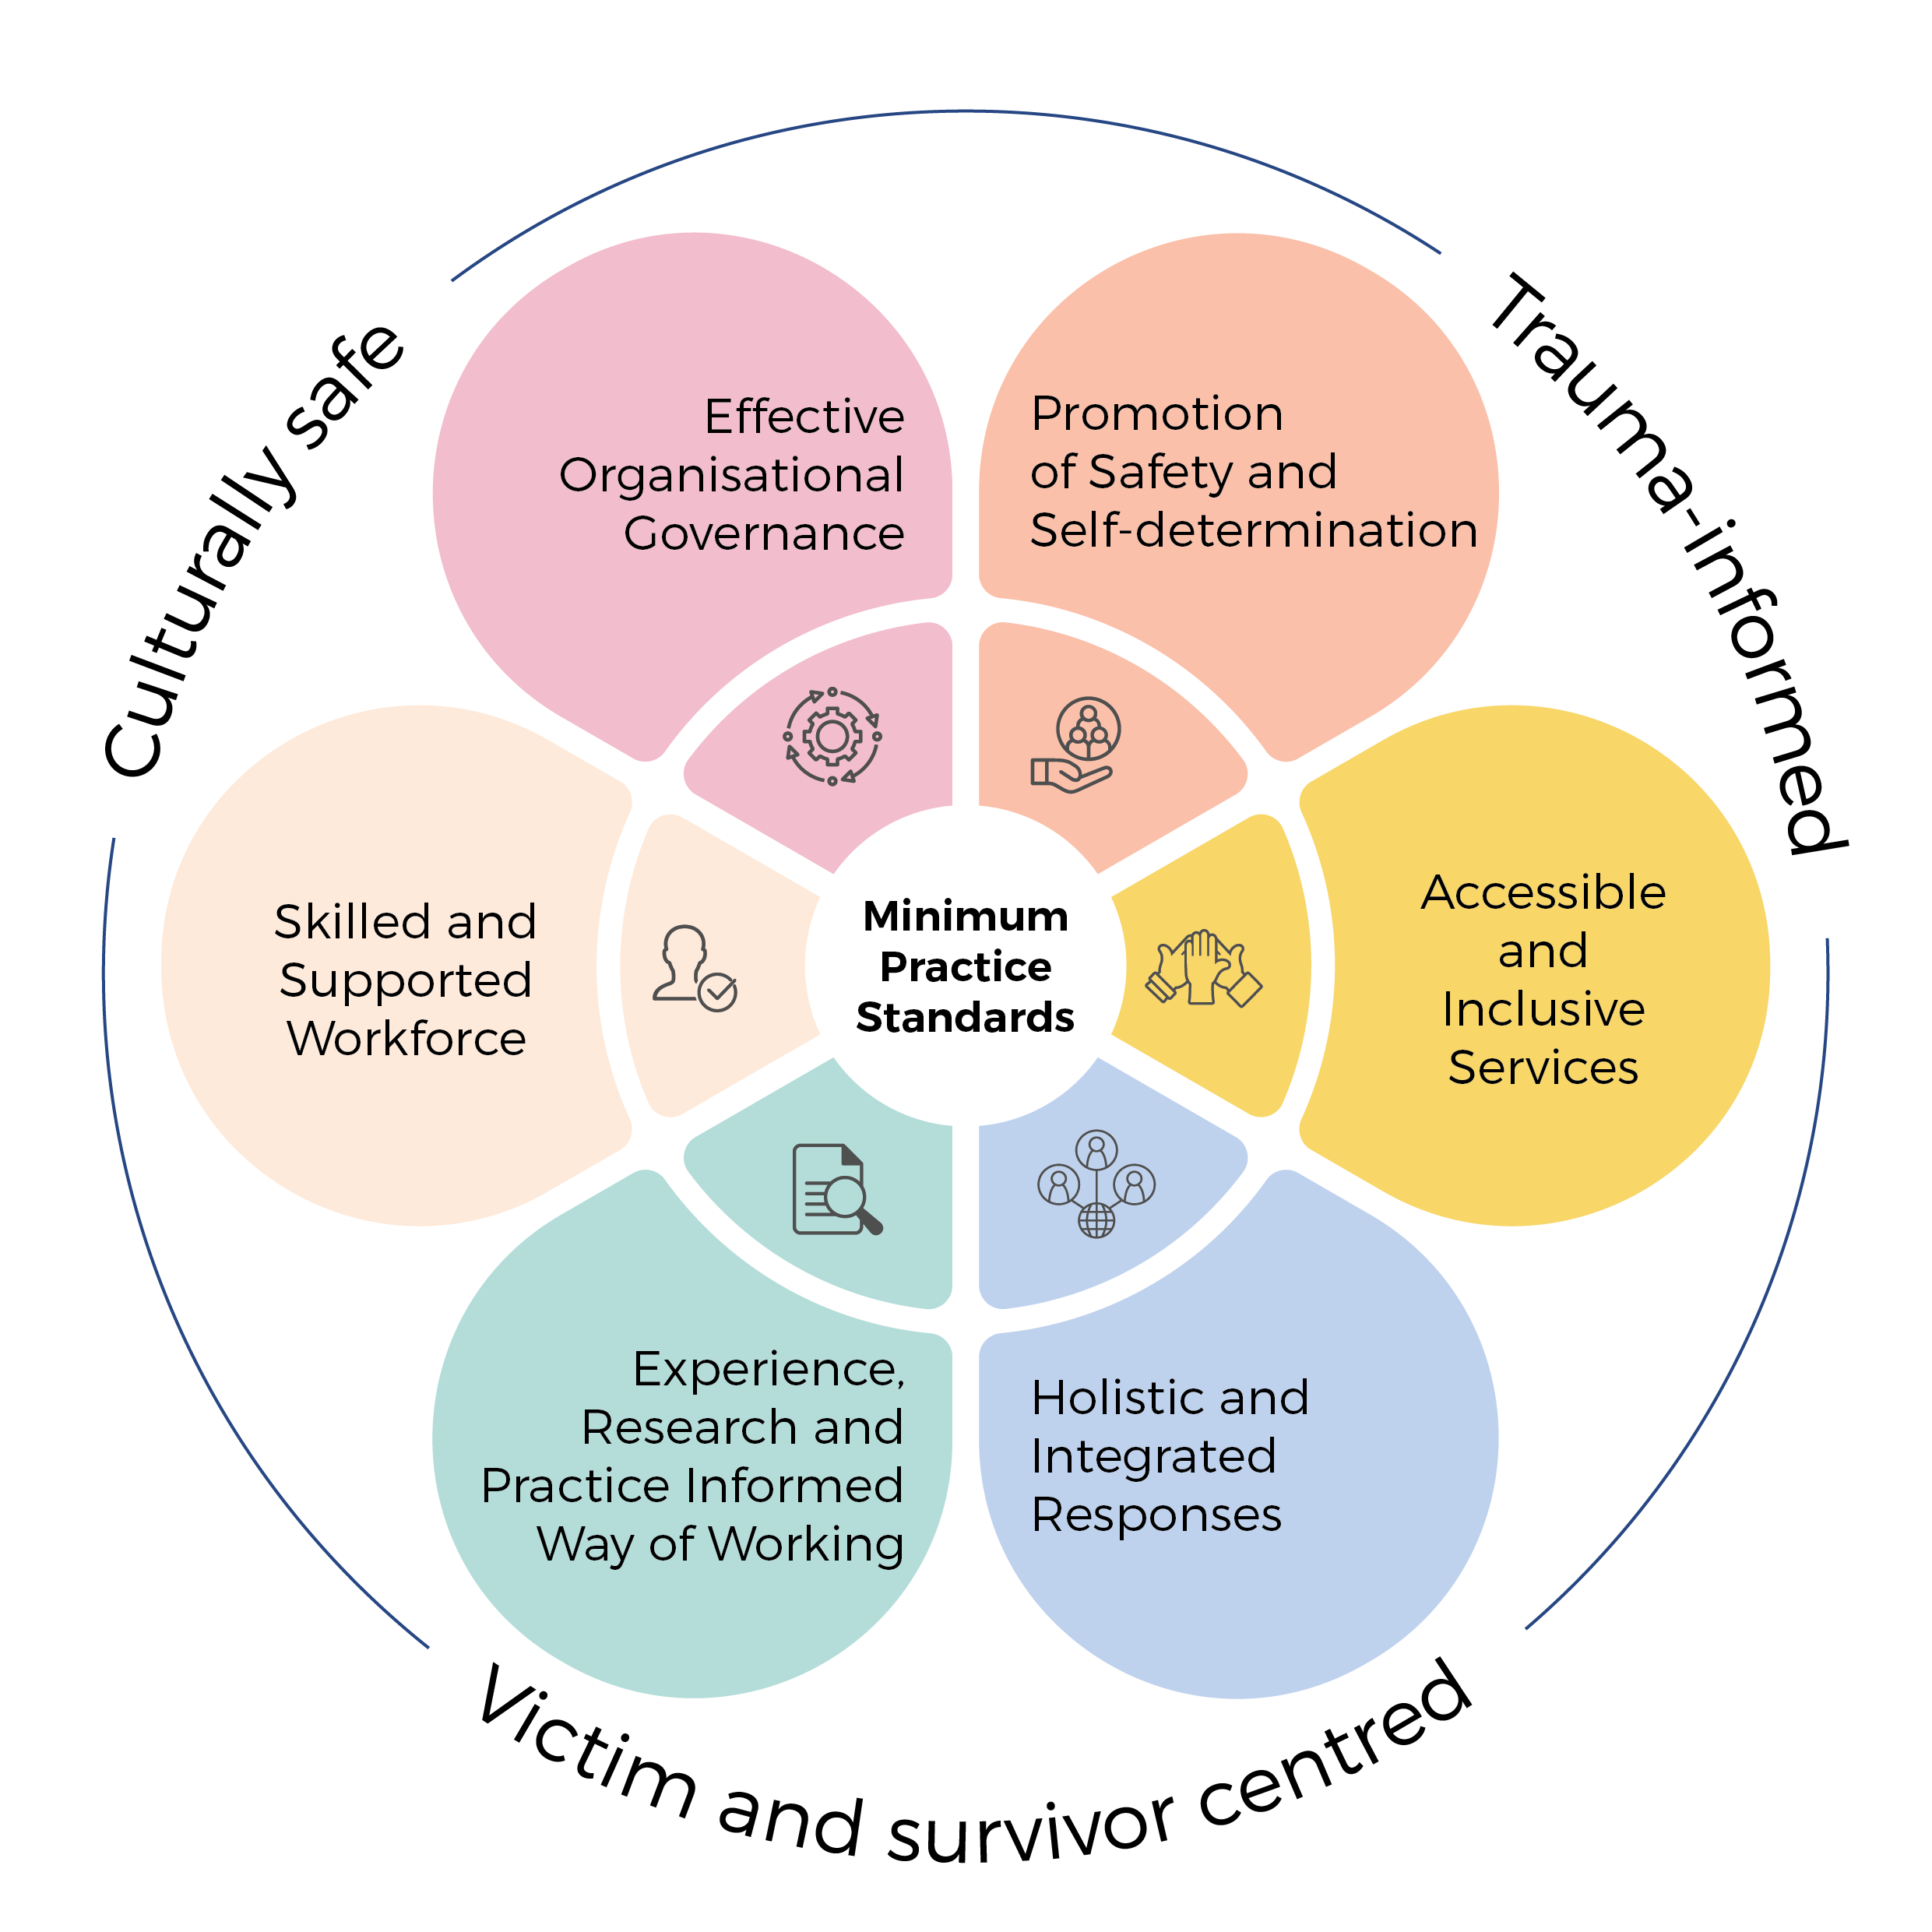 Culturally safe
Trauma-informed
Effective
Organisational
Governance
Promotion
of Safety and
Self-determination
Skilled and
Supported
Workforce
Minimum
Practice
Standards
Accessible
and
Inclusive
Services
Experience,
Research and
Practice Informed
Way of Working
Holistic and
Integrated
Responses
Victim and survivor centred